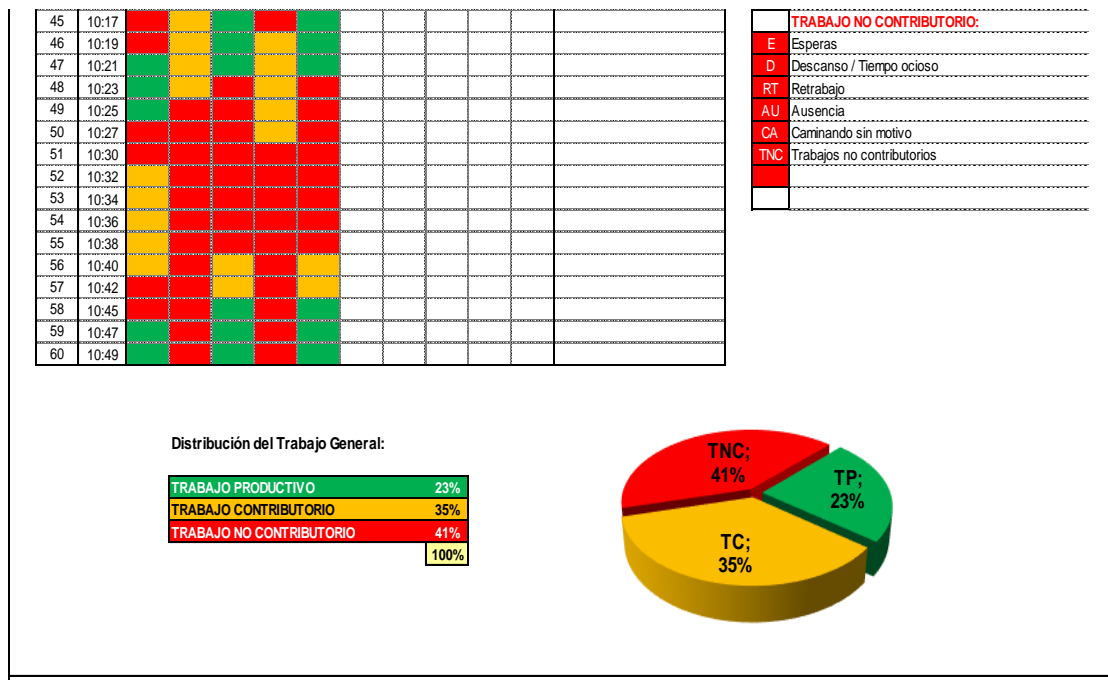 45 10:17
46 10:19
47 10:21
48 10:23
49 10:25
50 10:27
51 10:30
52 10:32
53 10:34
54 10:36
55 10:38
56 10:40
57 10:42
58 10:45
59 10:47
60 10:49
TRABAJO NO CONTRIBUTORIO:
E Esperas
D Descanso / Tiempo ocioso
RT Retrabajo
AU Ausencia
CA Caminando sin motivo
TNC Trabajos no contributorios
Distribución del Trabajo General:
TRABAJO PRODUCTIVO 23%
TRABAJO CONTRIBUTORIO 35%
TRABAJO NO CONTRIBUTORIO 41%
100%
TNC;
41%
TP;
23%
TC;
35%